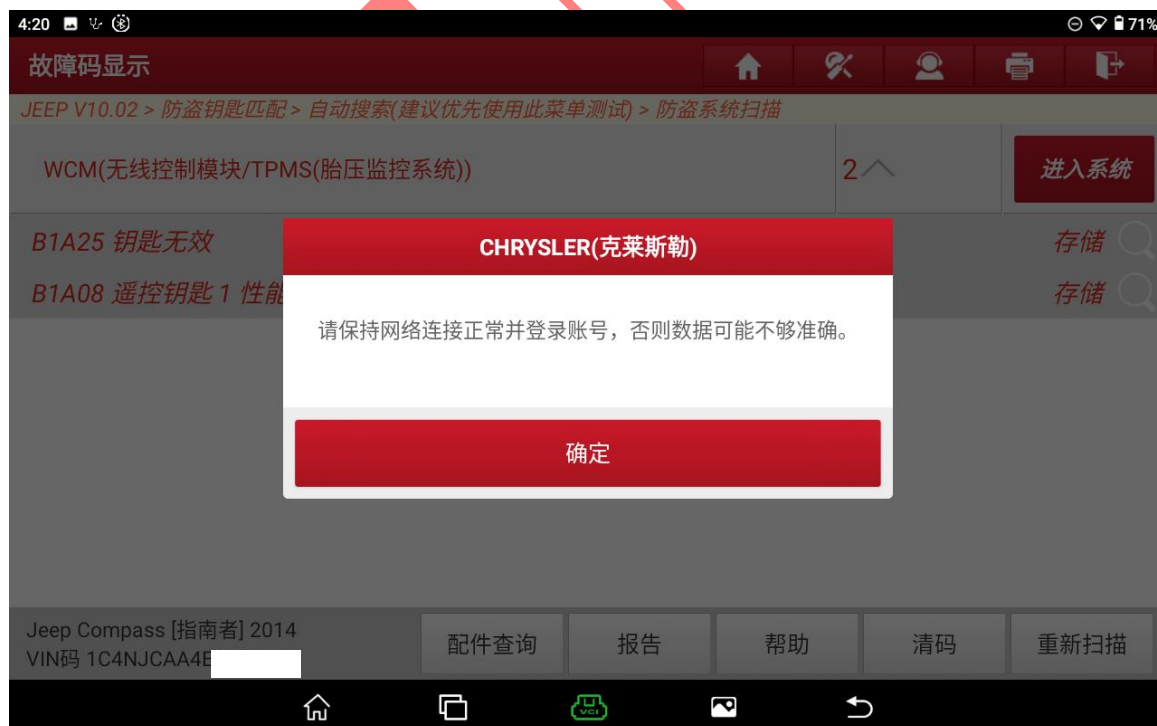 4:20
71%
故障码显示
JEEP V10.02 > 防盗钥匙匹配 > 自动搜索(建议优先使用此菜单测试) > 防盗系统扫描
WCM(无线控制模块/TPMS(胎压监控系统))
2
进入系统
B1A25 钥匙无效
存储
B1A08 遥控钥匙 1 性能
存储
CHRYSLER(克莱斯勒)
请保持网络连接正常并登录账号，否则数据可能不够准确。
确定
Jeep Compass [指南者] 2014
VIN码 1C4NJCAA4E
配件查询
报告
帮助
清码
重新扫描
VCI